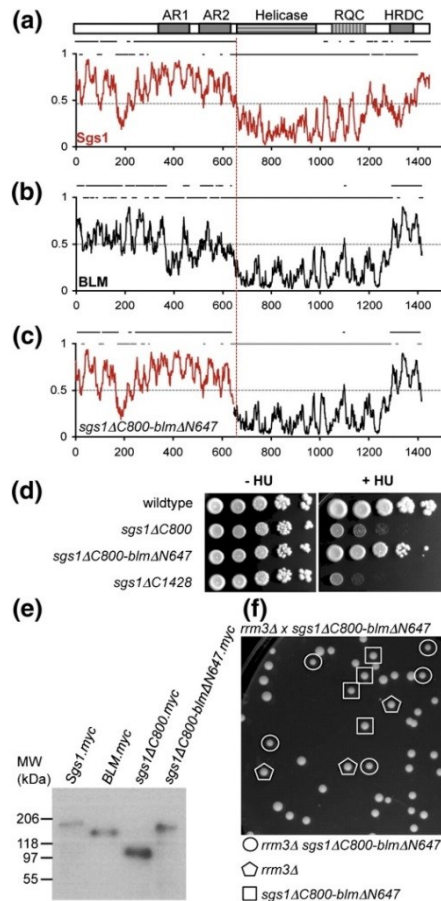 (a)
AR1 AR2 Helicase RQC HRDC
1
0.5
0
Sgs1
0 200 400 600 800 1000 1200 1400
(b)
1
0.5
0
BLM
0 200 400 600 800 1000 1200 1400
(c)
1
0.5
0
sgs1ΔC800-blmΔN647
0 200 400 600 800 1000 1200 1400
(d)
- HU + HU
wildtype
sgs1ΔC800
sgs1ΔC800-blmΔN647
sgs1ΔC1428
(e)
Sgs1.myc
BLM.myc
sgs1ΔC800.myc
sgs1ΔC800-blmΔN647.myc
MW
(kDa)
206
118
97
55
(f)
rrm3Δ x sgs1ΔC800-blmΔN647
rrm3Δ sgs1ΔC800-blmΔN647
rrm3Δ
sgs1ΔC800-blmΔN647